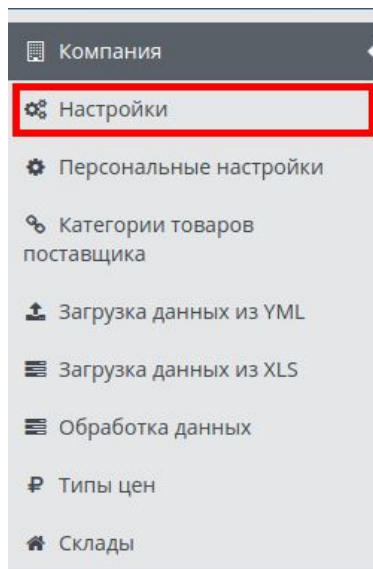 Компания
Настройки
Персональные настройки
Категории товаров
поставщика
Загрузка данных из YML
Загрузка данных из XLS
Обработка данных
Типы цен
Склады